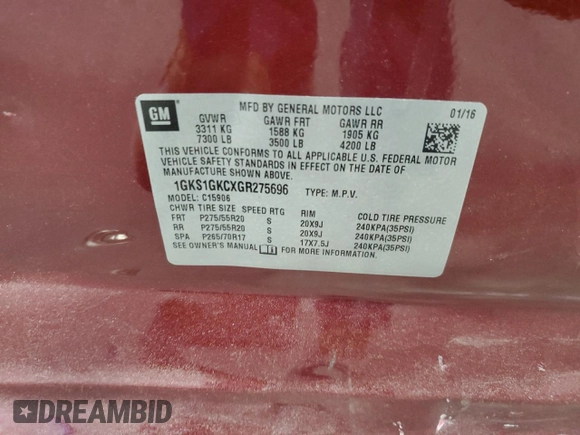 GM
MFD BY GENERAL MOTORS LLC 01/16
GVWR GAWR FRT GAWR RR
3311 KG 1588 KG 1905 KG
7300 LB 3500 LB 4200 LB
THIS VEHICLE CONFORMS TO ALL APPLICABLE U.S. FEDERAL MOTOR
VEHICLE SAFETY STANDARDS IN EFFECT ON THE DATE OF
MANUFACTURE SHOWN ABOVE.
1GKS1GKCXGR275696 TYPE: M.P.V.
MODEL: C15906
CHWR TIRE SIZE SPEED RTG RIM COLD TIRE PRESSURE
FRT P275/55R20 S 20X9J 240KPA(35PSI)
RR P275/55R20 S 20X9J 240KPA(35PSI)
SPA P265/70R17 S 17X7.5J 240KPA(35PSI)
SEE OWNER'S MANUAL FOR MORE INFORMATION.
DREAMBID